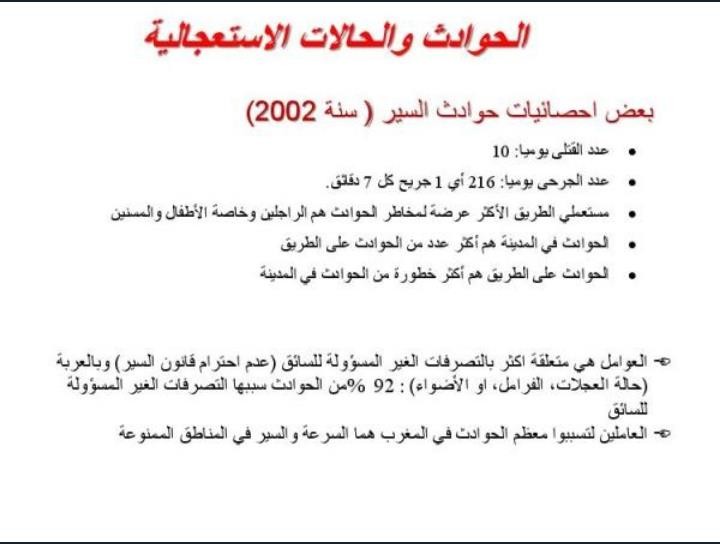 الحوادث والحالات الاستعجالية
بعض احصائيات حوادث السير ( سنة 2002)
• عدد القتلى يوميا: 10
• عدد الجرحى يوميا: 216 أي 1 جريح كل 7 دقائق.
• مستعملي الطريق الأكثر عرضة لمخاطر الحوادث هم الراجلين وخاصة الأطفال والمسنين
• الحوادث في المدينة هم أكثر عدد من الحوادث على الطريق
• الحوادث على الطريق هم أكثر خطورة من الحوادث في المدينة
العوامل هي متعلقة اكثر بالتصرفات الغير المسؤولة للسائق (عدم احترام قانون السير) وبالعربة
(حالة العجلات، الفرامل، او الأضواء) : 92 %من الحوادث سببها التصرفات الغير المسؤولة
للسائق
العاملين لتسببوا معظم الحوادث في المغرب هما السرعة والسير في المناطق الممنوعة